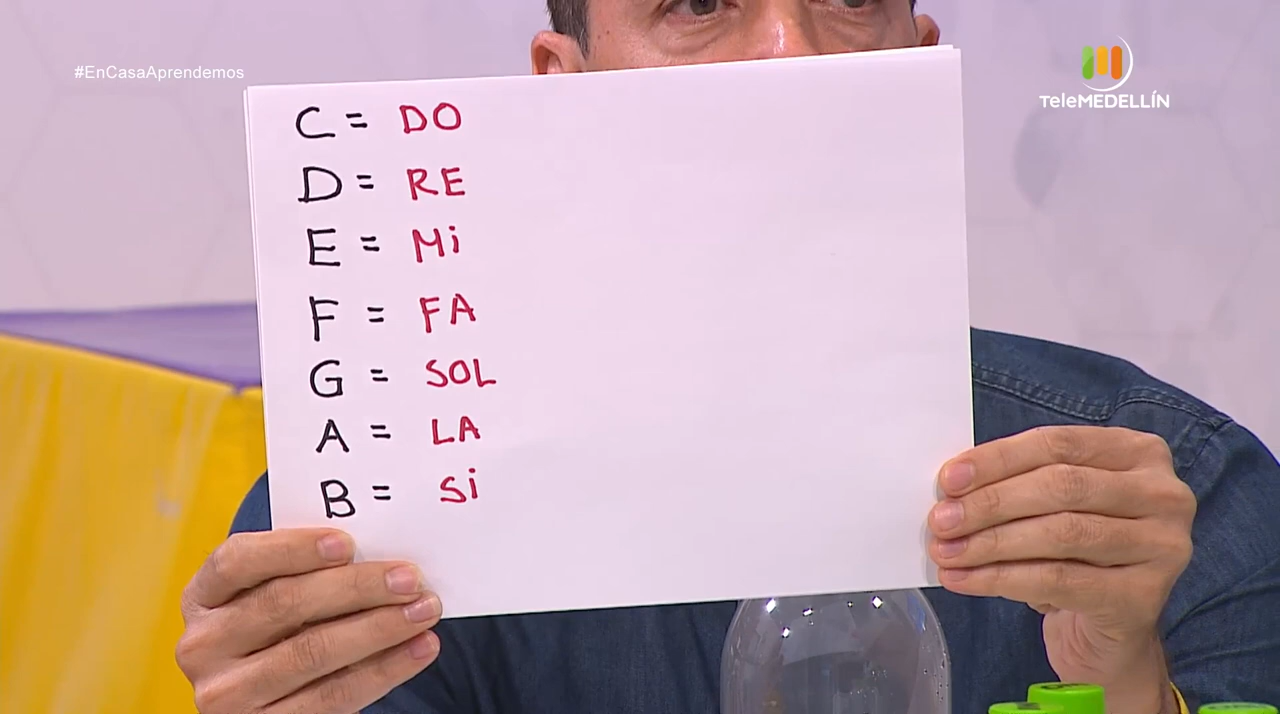 #EnCasaAprendemos
TeleMEDELLÍN
C = DO
D = RE
E = Mi
F = FA
G = SOL
A = LA
B = Si